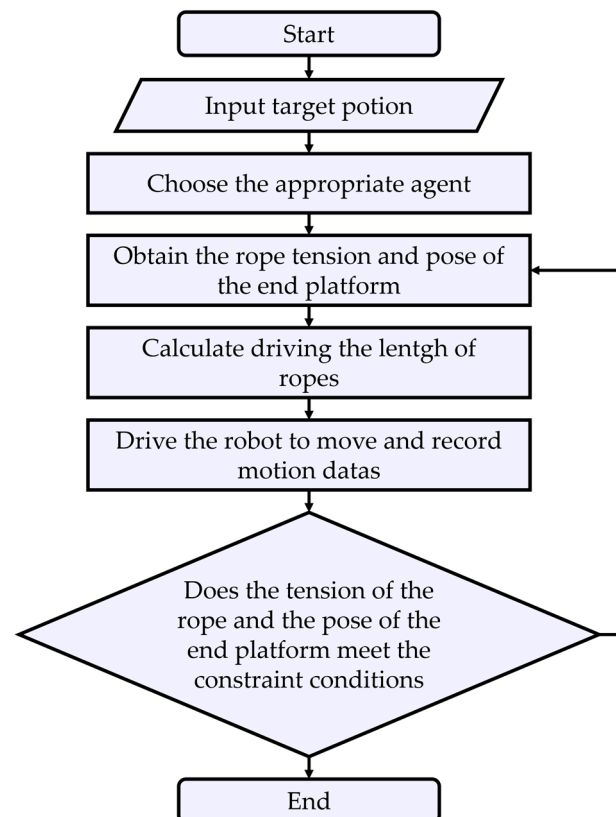 Start
Input target potion
Choose the appropriate agent
Obtain the rope tension and pose of
the end platform
Calculate driving the lentgh of
ropes
Drive the robot to move and record
motion datas
Does the tension of the
rope and the pose of the
end platform meet the
constraint conditions
End